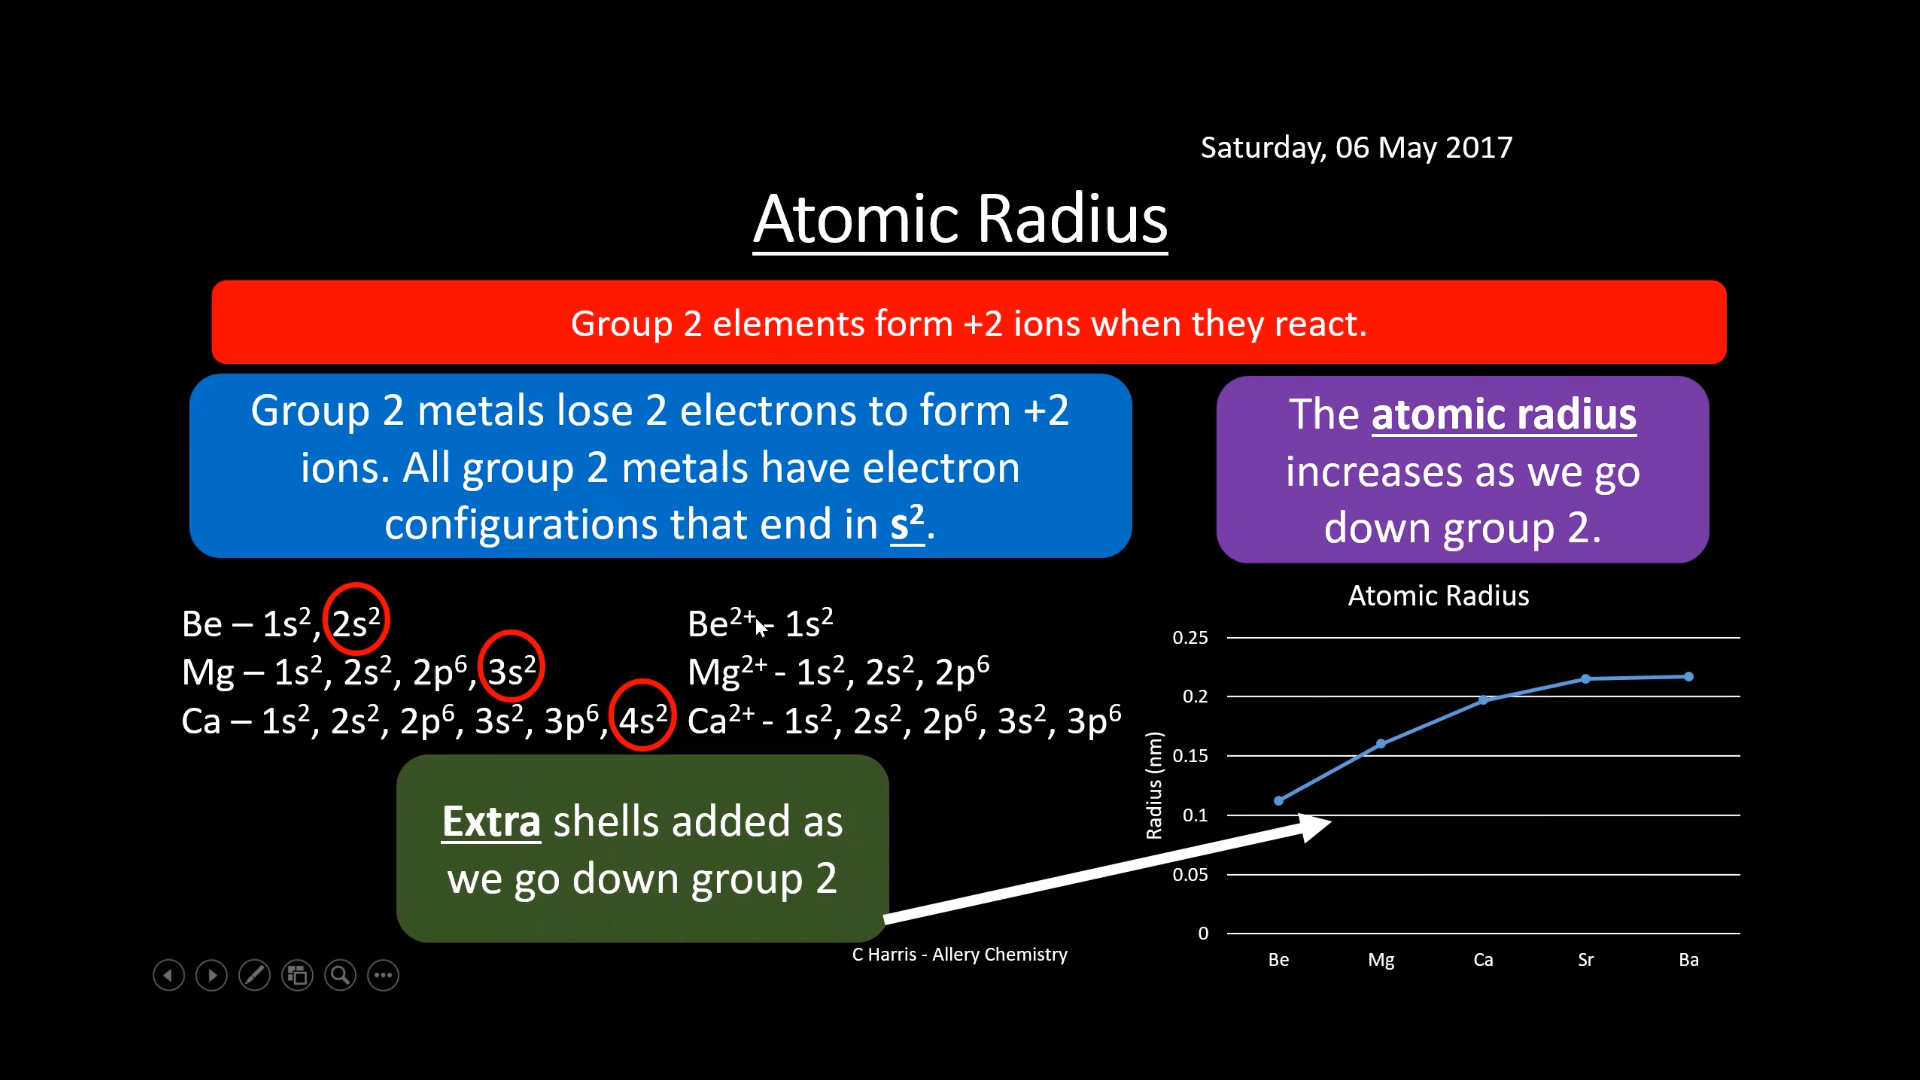 Saturday, 06 May 2017
Atomic Radius
Group 2 elements form +2 ions when they react.
Group 2 metals lose 2 electrons to form +2
ions. All group 2 metals have electron
configurations that end in s².
The atomic radius
increases as we go
down group 2.
Be – 1s², 2s²
Mg – 1s², 2s², 2p⁶, 3s²
Ca – 1s², 2s², 2p⁶, 3s², 3p⁶, 4s²
Be²⁺ - 1s²
Mg²⁺ - 1s², 2s², 2p⁶
Ca²⁺ - 1s², 2s², 2p⁶, 3s², 3p⁶
Extra shells added as
we go down group 2
Atomic Radius
Radius (nm)
0.25
0.2
0.15
0.1
0.05
0
Be Mg Ca Sr Ba
C Harris - Allery Chemistry